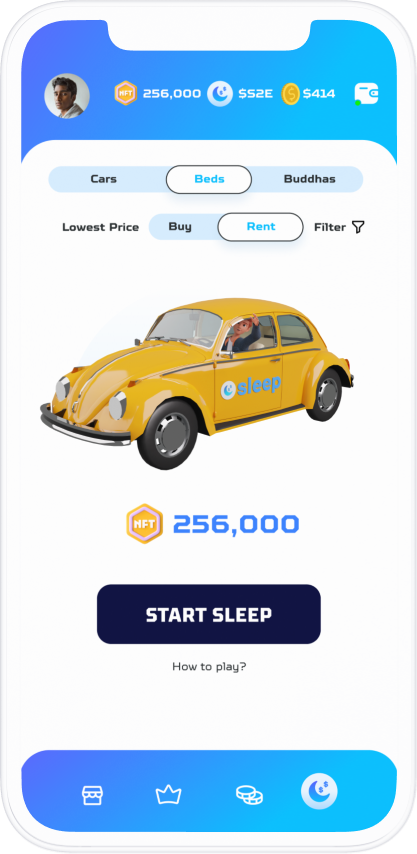 NFT 256,000 $S2E $ $414
Cars Beds Buddhas
Lowest Price Buy Rent Filter
sleep
NFT 256,000
START SLEEP
How to play?
$ $